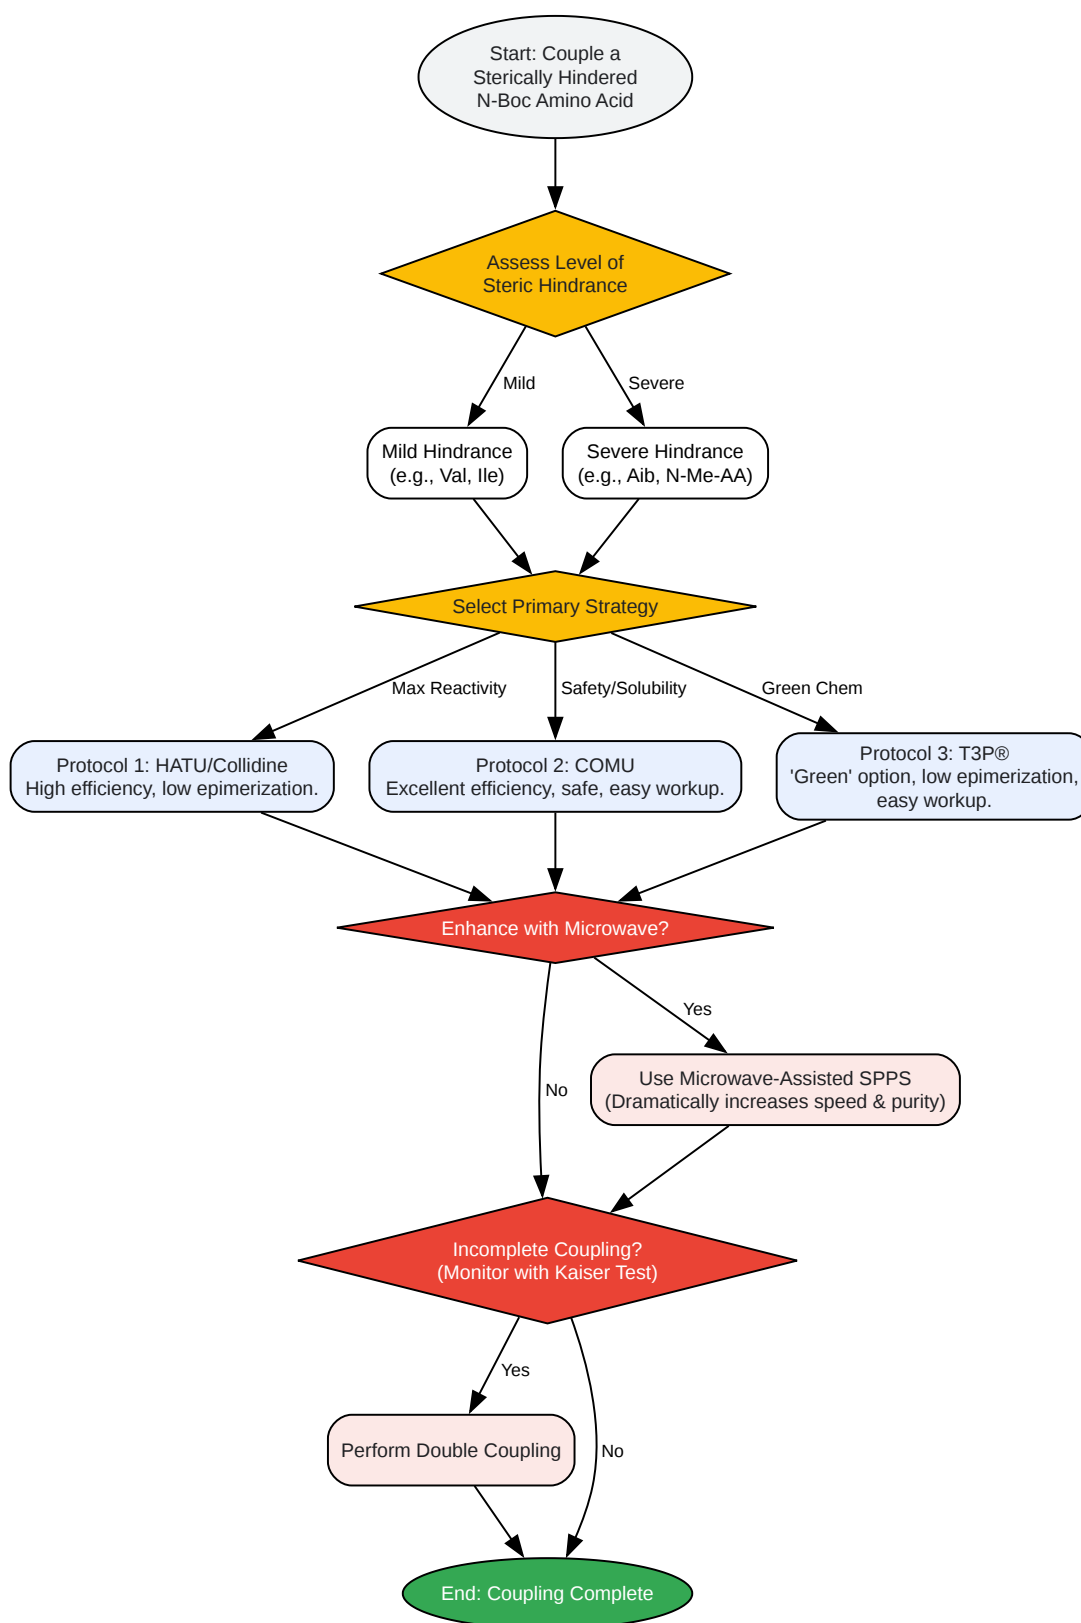 Start: Couple a
Sterically Hindered
N-Boc Amino Acid
Assess Level of
Steric Hindrance
Mild
Severe
Mild Hindrance
(e.g., Val, Ile)
Severe Hindrance
(e.g., Aib, N-Me-AA)
Select Primary Strategy
Max Reactivity
Safety/Solubility
Green Chem
Protocol 1: HATU/Collidine
High efficiency, low epimerization.
Protocol 2: COMU
Excellent efficiency, safe, easy workup.
Protocol 3: T3P®
'Green' option, low epimerization,
easy workup.
Enhance with Microwave?
Yes
No
Use Microwave-Assisted SPPS
(Dramatically increases speed & purity)
Incomplete Coupling?
(Monitor with Kaiser Test)
Yes
No
Perform Double Coupling
End: Coupling Complete